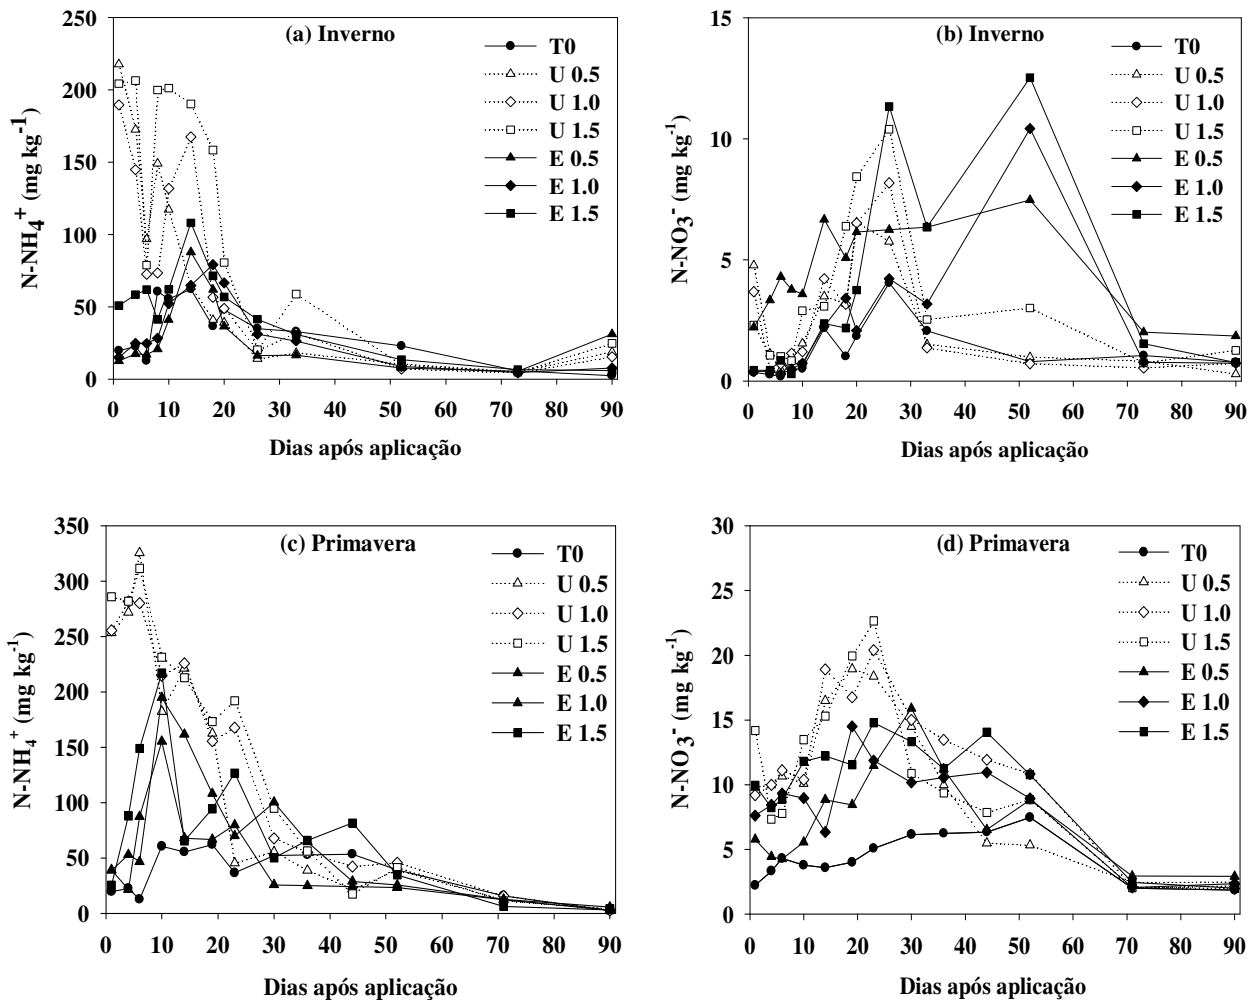 (a) Inverno
N-NH4+ (mg kg-1)
250
200
150
100
50
0
0 10 20 30 40 50 60 70 80 90
Dias após aplicação
T0
U 0.5
U 1.0
U 1.5
E 0.5
E 1.0
E 1.5
(b) Inverno
N-NO3- (mg kg-1)
15
10
5
0
0 10 20 30 40 50 60 70 80 90
Dias após aplicação
T0
U 0.5
U 1.0
U 1.5
E 0.5
E 1.0
E 1.5
(c) Primavera
N-NH4+ (mg kg-1)
350
300
250
200
150
100
50
0
0 10 20 30 40 50 60 70 80 90
Dias após aplicação
T0
U 0.5
U 1.0
U 1.5
E 0.5
E 1.0
E 1.5
(d) Primavera
N-NO3- (mg kg-1)
30
25
20
15
10
5
0
0 10 20 30 40 50 60 70 80 90
Dias após aplicação
T0
U 0.5
U 1.0
U 1.5
E 0.5
E 1.0
E 1.5